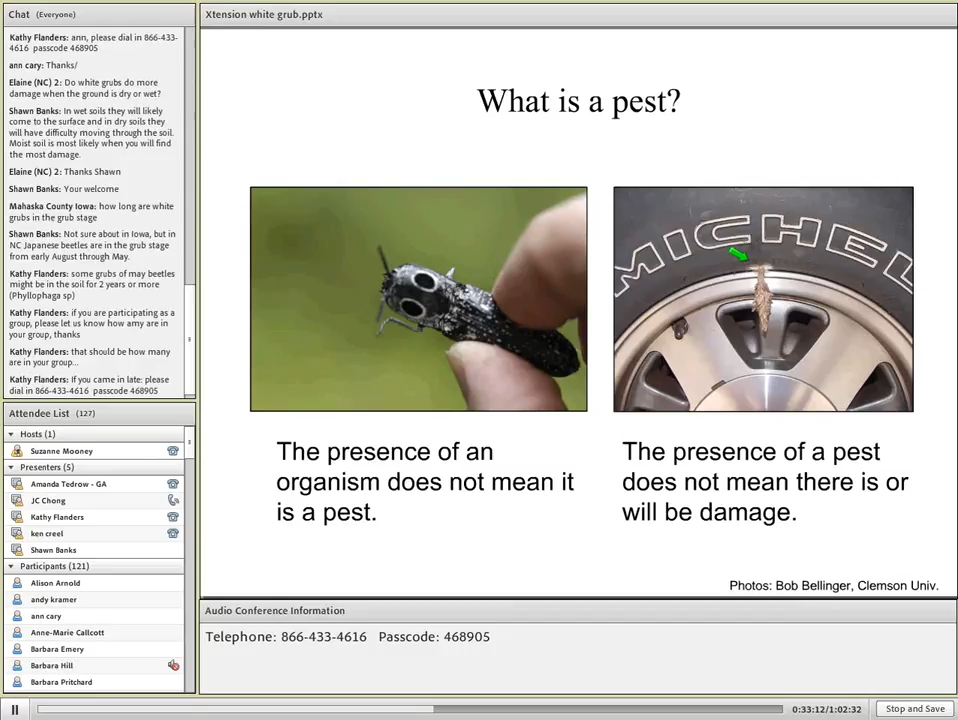 Chat (Everyone)
Kathy Flanders: ann, please dial in 866-433-
4616 passcode 468905
ann cary: Thanks/
Elaine (NC) 2: Do white grubs do more
damage when the ground is dry or wet?
Shawn Banks: In wet soils they will likely
come to the surface and in dry soils they
will have difficulty moving through the soil.
Moist soil is most likely when you will find
the most damage.
Elaine (NC) 2: Thanks Shawn
Shawn Banks: Your welcome
Mahaska County Iowa: how long are white
grubs in the grub stage
Shawn Banks: Not sure about in Iowa, but in
NC Japanese beetles are in the grub stage
from early August through May.
Kathy Flanders: some grubs of may beetles
might be in the soil for 2 years or more
(Phyllophaga sp)
Kathy Flanders: if you are participating as a
group, please let us know how amy are in
your group, thanks
Kathy Flanders: that should be how many
are in your group...
Kathy Flanders: If you came in late: please
dial in 866-433-4616 passcode 468905
Attendee List (127)
Hosts (1)
Suzanne Mooney
Presenters (5)
Amanda Tedrow - GA
JC Chong
Kathy Flanders
ken creel
Shawn Banks
Participants (121)
Alison Arnold
andy kramer
ann cary
Anne-Marie Callcott
Barbara Emery
Barbara Hill
Barbara Pritchard
Xtension white grub.pptx
What is a pest?
MICHEL
The presence of an
organism does not mean it
is a pest.
The presence of a pest
does not mean there is or
will be damage.
Photos: Bob Bellinger, Clemson Univ.
Audio Conference Information
Telephone: 866-433-4616 Passcode: 468905
0:33:12/1:02:32
Stop and Save